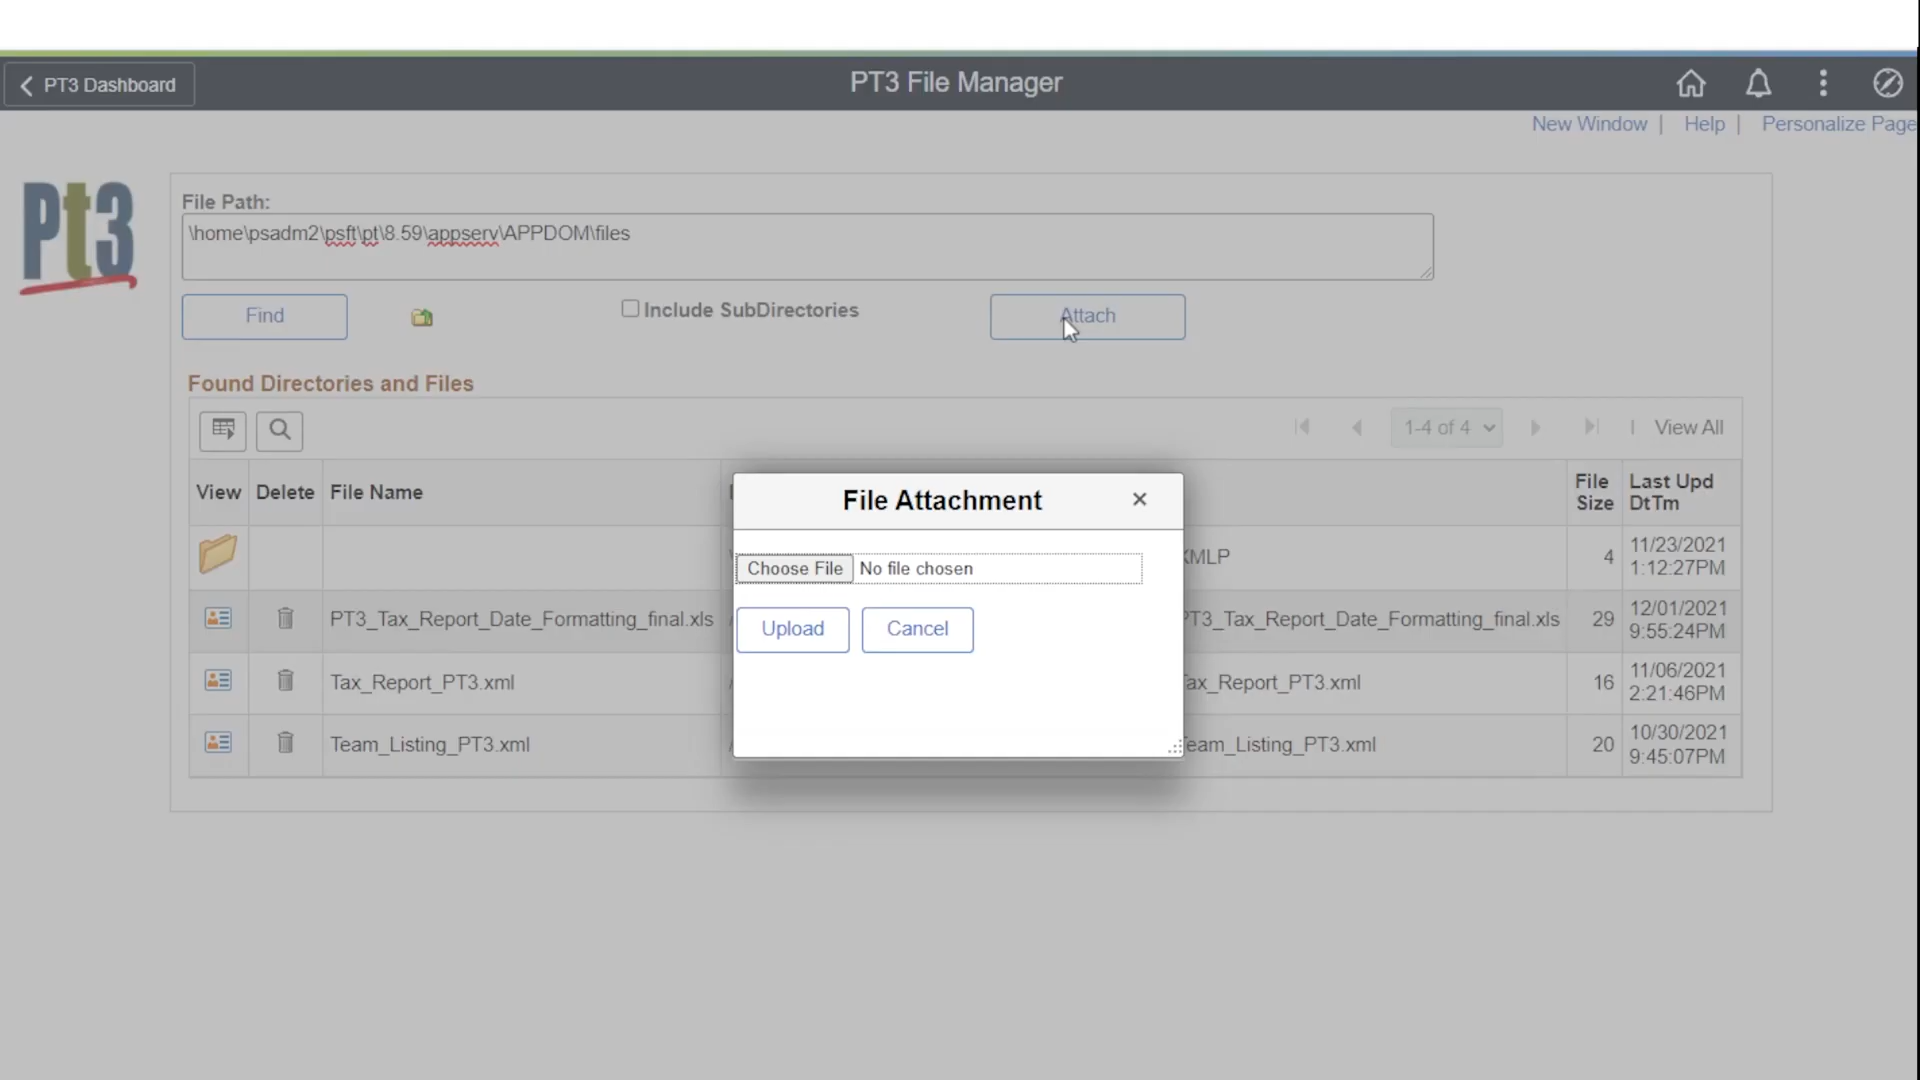 PT3 Dashboard
PT3 File Manager
New Window | Help | Personalize Page
Pt3
File Path:
\home\psadm2\psft\pt\8.59\appserv\APPDOM\files
Find
Include SubDirectories
Attach
Found Directories and Files
1-4 of 4
View All
View Delete File Name
File Size
Last Upd DtTm
File Attachment
Choose File No file chosen
Upload
Cancel
XMLP 4 11/23/2021 1:12:27PM
PT3_Tax_Report_Date_Formatting_final.xls PT3_Tax_Report_Date_Formatting_final.xls 29 12/01/2021 9:55:24PM
Tax_Report_PT3.xml Tax_Report_PT3.xml 16 11/06/2021 2:21:46PM
Team_Listing_PT3.xml Team_Listing_PT3.xml 20 10/30/2021 9:45:07PM